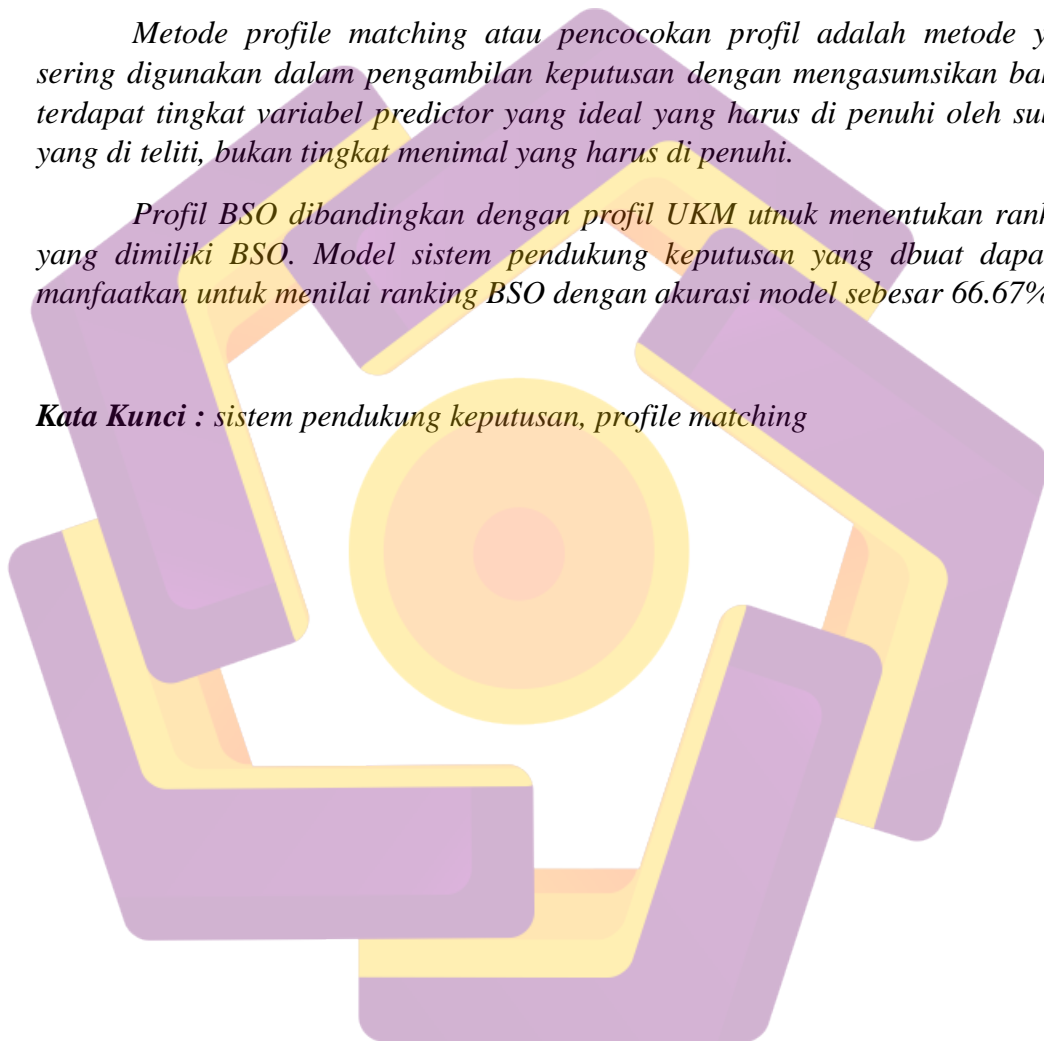 Metode profile matching atau pencocokan profil adalah metode y
sering digunakan dalam pengambilan keputusan dengan mengasumsikan bah
terdapat tingkat variabel predictor yang ideal yang harus di penuhi oleh sub
yang di teliti, bukan tingkat menimal yang harus di penuhi.
Profil BSO dibandingkan dengan profil UKM utnuk menentukan rank
yang dimiliki BSO. Model sistem pendukung keputusan yang dbuat dapa
manfaatkan untuk menilai ranking BSO dengan akurasi model sebesar 66.67%
Kata Kunci : sistem pendukung keputusan, profile matching